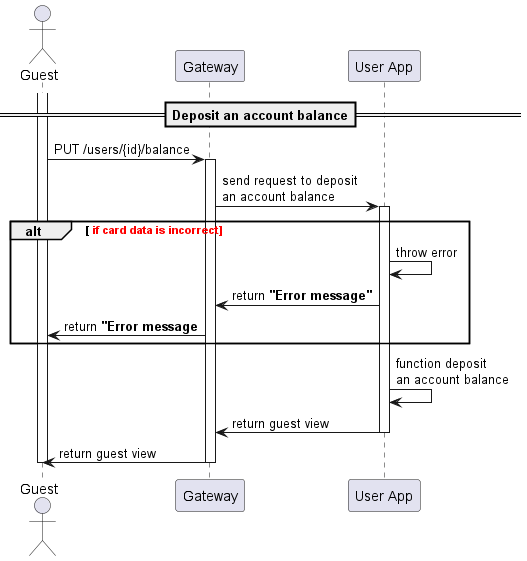 Guest
Gateway
User App
Deposit an account balance
PUT /users/{id}/balance
send request to deposit
an account balance
alt
[ if card data is incorrect]
throw error
return "Error message"
return "Error message
function deposit
an account balance
return guest view
return guest view
Guest
Gateway
User App